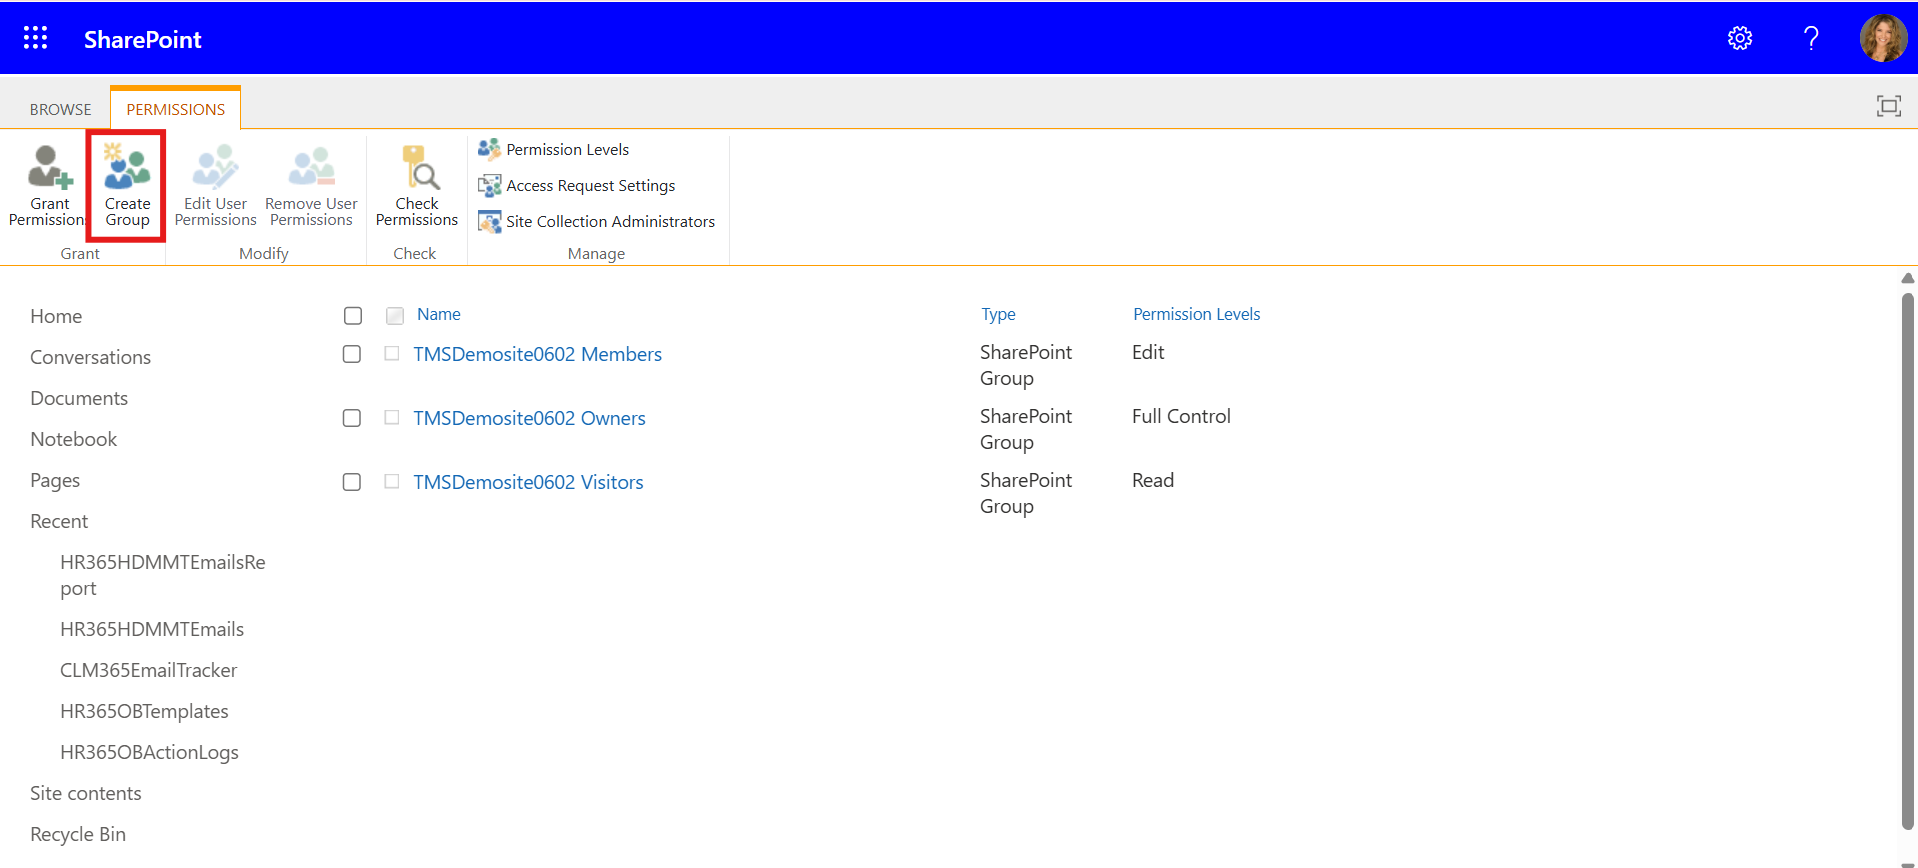 SharePoint
BROWSE
PERMISSIONS
Grant
Permissions
Create
Group
Edit User
Permissions
Remove User
Permissions
Check
Permissions
Permission Levels
Access Request Settings
Site Collection Administrators
Grant
Modify
Check
Manage
Home
Conversations
Documents
Notebook
Pages
Recent
HR365HDMMTEmailsRe
port
HR365HDMMTEmails
CLM365EmailTracker
HR365OBTemplates
HR365OBActionLogs
Site contents
Recycle Bin
Name
Type
Permission Levels
TMSDemosite0602 Members
SharePoint
Group
Edit
TMSDemosite0602 Owners
SharePoint
Group
Full Control
TMSDemosite0602 Visitors
SharePoint
Group
Read